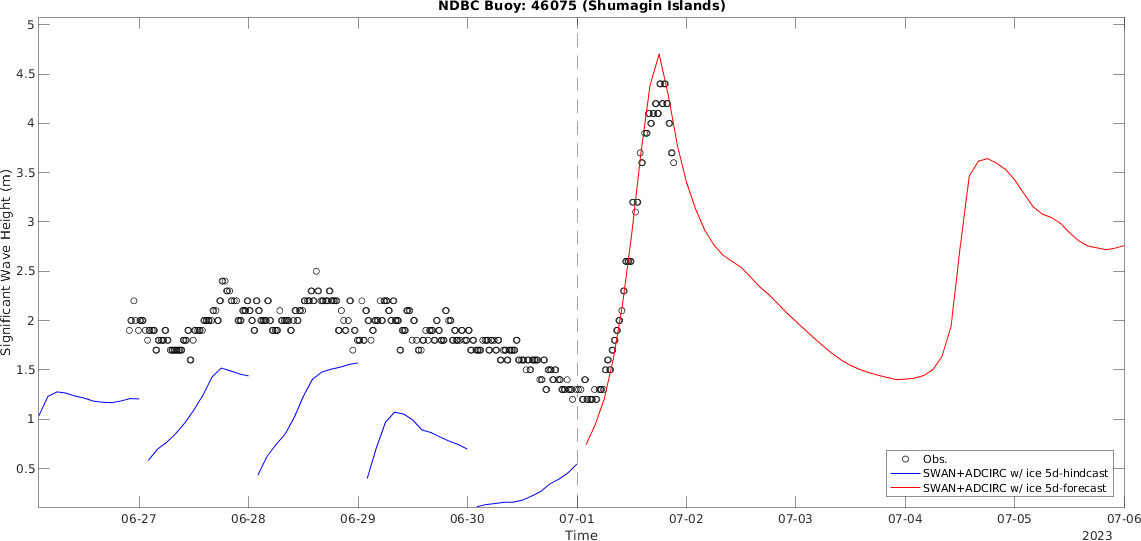 NDBC Buoy: 46075 (Shumagin Islands)
5
4.5
4
3.5
3
2.5
2
1.5
1
0.5
Significant Wave Height (m)
Obs.
SWAN+ADCIRC w/ ice 5d-hindcast
SWAN+ADCIRC w/ ice 5d-forecast
06-27 06-28 06-29 06-30 07-01 07-02 07-03 07-04 07-05 07-06
Time
2023